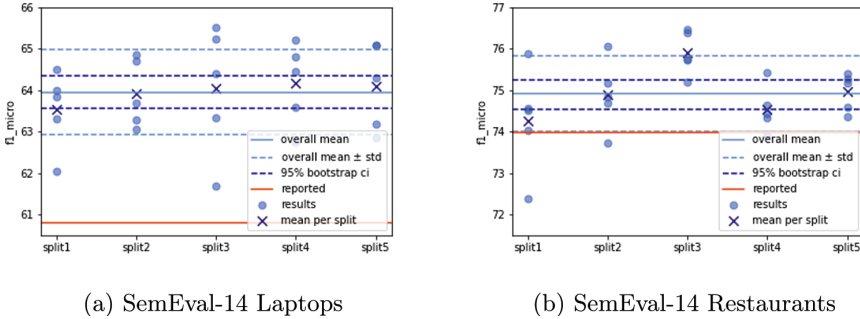 66
65
64
63
62
61
f1_micro
overall mean
overall mean ± std
95% bootstrap ci
reported
results
mean per split
split1 split2 split3 split4 split5
(a) SemEval-14 Laptops
77
76
75
74
73
72
f1_micro
overall mean
overall mean ± std
95% bootstrap ci
reported
results
mean per split
split1 split2 split3 split4 split5
(b) SemEval-14 Restaurants